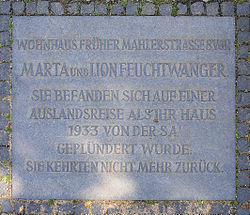 WOHNHAUS FRÜHER MAHLERSTRASSE 8 VON
MARTA UND LION FEUCHTWANGER
SIE BEFANDEN SICH AUF EINER
AUSLANDSREISE ALS IHR HAUS
1933 VON DER SA
GEPLÜNDERT WURDE.
SIE KEHRTEN NICHT MEHR ZURÜCK.